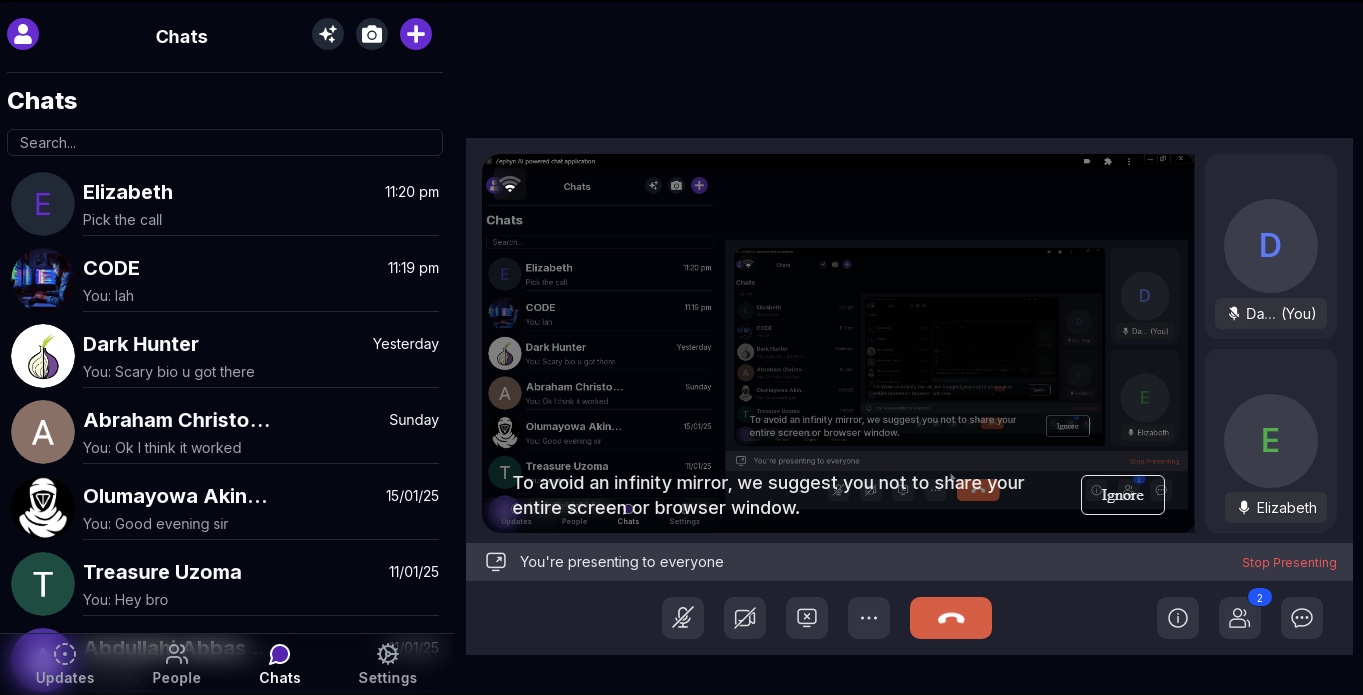 Chats
Chats
Search...
E
Elizabeth
11:20 pm
Pick the call
CODE
11:19 pm
You: lah
Dark Hunter
Yesterday
You: Scary bio u got there
A
Abraham Christo...
Sunday
You: Ok I think it worked
Olumayowa Akin...
15/01/25
You: Good evening sir
T
Treasure Uzoma
11/01/25
You: Hey bro
Abdullahi Abbas ...
11/01/25
Updates
People
Chats
Settings
Zephyn AI powered chat application
Chats
Chats
Search...
E
Elizabeth
11:20 pm
Pick the call
CODE
11:19 pm
You: lah
Dark Hunter
Yesterday
You: Scary bio u got there
A
Abraham Christo...
Sunday
You: Ok I think it worked
Olumayowa Akin...
15/01/25
You: Good evening sir
T
Treasure Uzoma
11/01/25
Updates
People
Chats
Settings
D
Da... (You)
E
Elizabeth
To avoid an infinity mirror, we suggest you not to share your
entire screen or browser window.
Ignore
You're presenting to everyone
Stop Presenting
To avoid an infinity mirror, we suggest you not to share your
entire screen or browser window.
Ignore
D
Da... (You)
E
Elizabeth
You're presenting to everyone
Stop Presenting
2